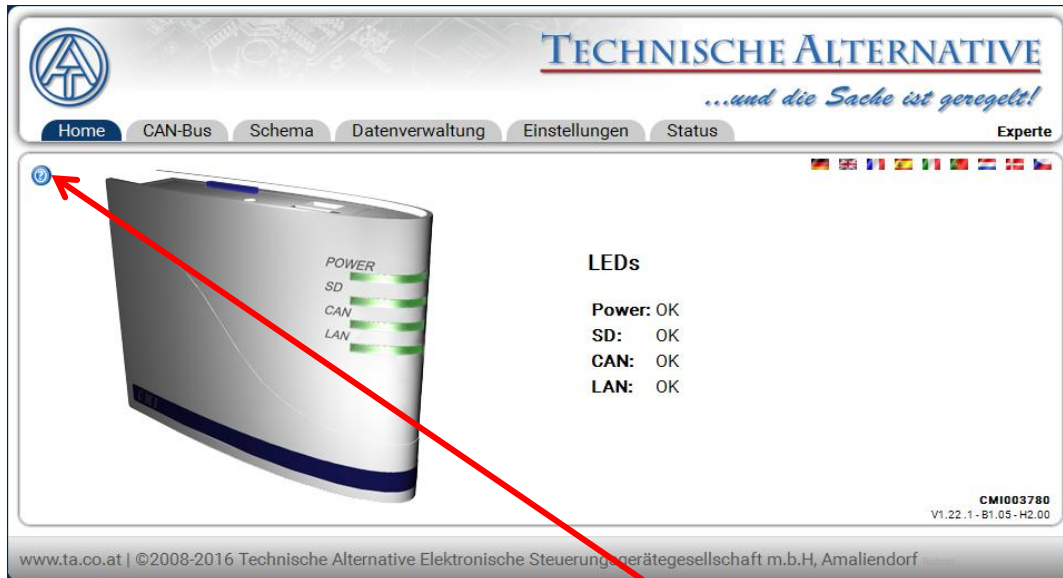 TECHNISCHE ALTERNATIVE
...und die Sache ist geregelt!
Home CAN-Bus Schema Datenverwaltung Einstellungen Status Experte
POWER
SD
CAN
LAN
LEDs
Power: OK
SD: OK
CAN: OK
LAN: OK
CMI003780
V1.22.1 - B1.05 - H2.00
www.ta.co.at | ©2008-2016 Technische Alternative Elektronische Steuerungsgerätegesellschaft m.b.H, Amaliendorf